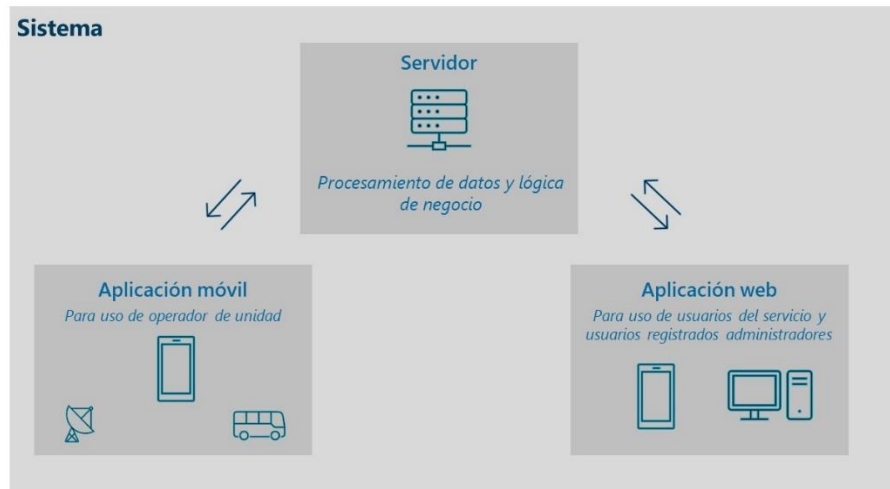 Sistema
Servidor
Procesamiento de datos y lógica
de negocio
Aplicación móvil
Para uso de operador de unidad
Aplicación web
Para uso de usuarios del servicio y
usuarios registrados administradores